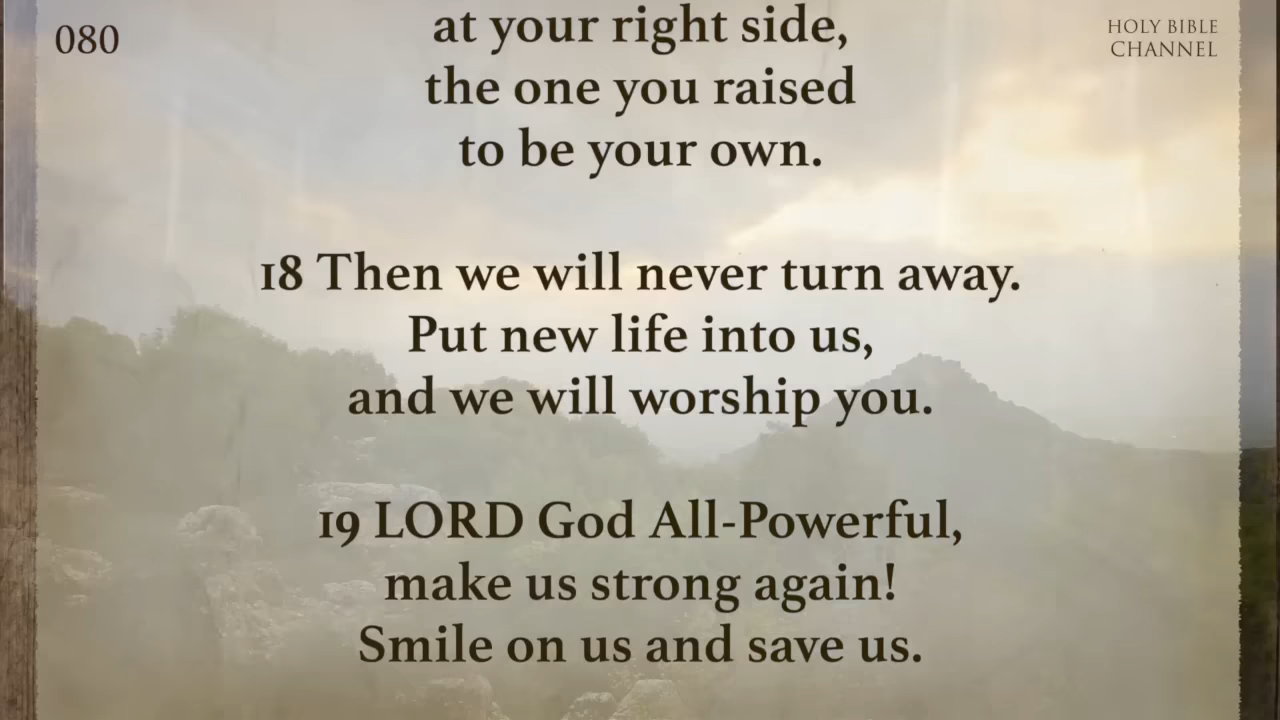 080
HOLY BIBLE
CHANNEL
at your right side,
the one you raised
to be your own.
18 Then we will never turn away.
Put new life into us,
and we will worship you.
19 LORD God All-Powerful,
make us strong again!
Smile on us and save us.